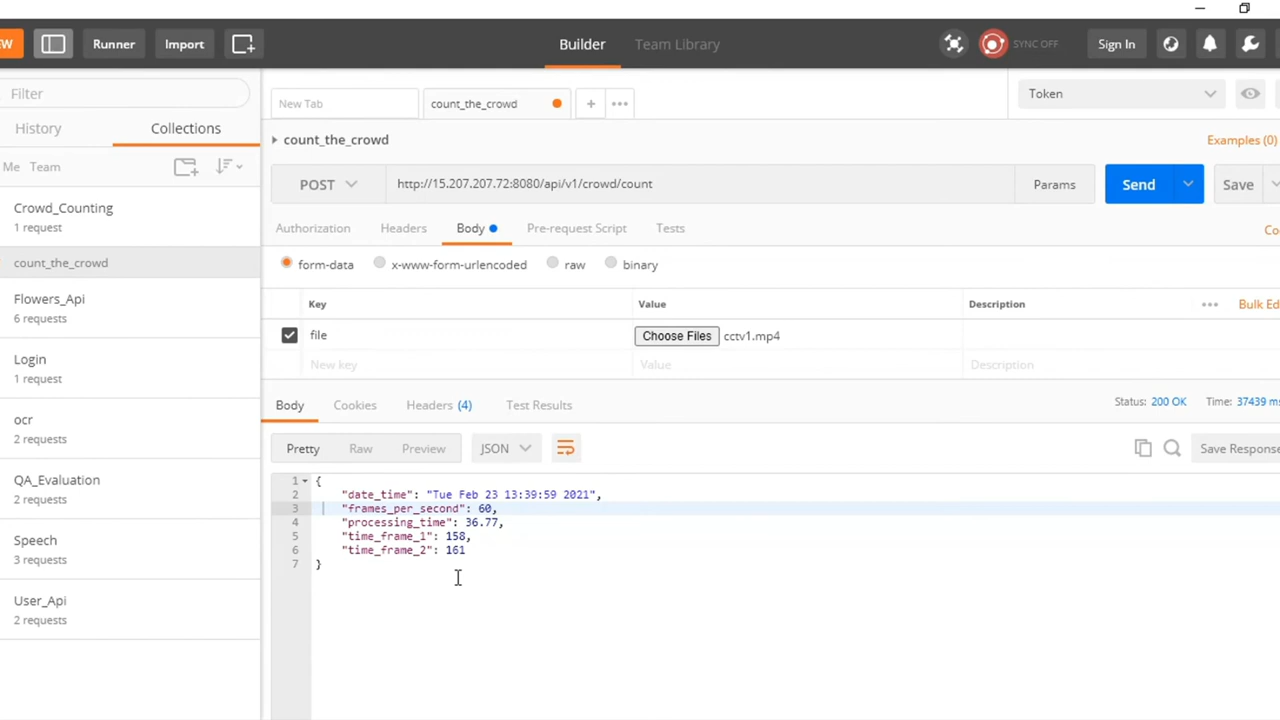 EW
Runner
Import
Builder
Team Library
SYNC OFF
Sign In
Filter
History
Collections
Me Team
Crowd_Counting
1 request
count_the_crowd
Flowers_Api
6 requests
Login
1 request
ocr
2 requests
QA_Evaluation
2 requests
Speech
3 requests
User_Api
2 requests
New Tab
count_the_crowd
Token
count_the_crowd
Examples (0)
POST
http://15.207.207.72:8080/api/v1/crowd/count
Params
Send
Save
Authorization
Headers
Body
Pre-request Script
Tests
Co
form-data
x-www-form-urlencoded
raw
binary
Key
Value
Description
Bulk Ed
file
Choose Files cctv1.mp4
New key
Value
Description
Body
Cookies
Headers (4)
Test Results
Status: 200 OK
Time: 37439 ms
Pretty
Raw
Preview
JSON
Save Response
1 {
2 "date_time": "Tue Feb 23 13:39:59 2021",
3 "frames_per_second": 60,
4 "processing_time": 36.77,
5 "time_frame_1": 158,
6 "time_frame_2": 161
7 }